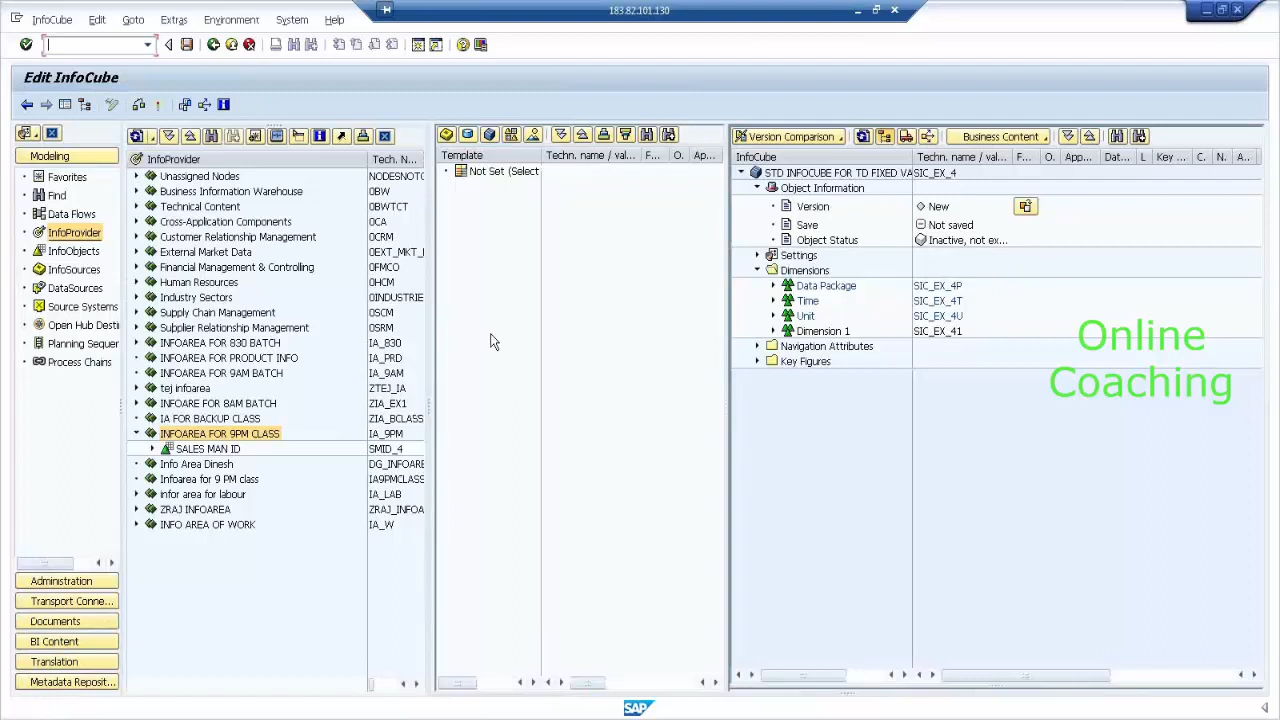 183.82.101.130
InfoCube Edit Goto Extras Environment System Help
Edit InfoCube
Version Comparison Business Content
Modeling
Favorites
Find
Data Flows
InfoProvider
InfoObjects
InfoSources
DataSources
Source Systems
Open Hub Desti
Planning Sequer
Process Chains
Administration
Transport Conne...
Documents
BI Content
Translation
Metadata Reposit...
InfoProvider Tech. N...
Unassigned Nodes NODESNOTC
Business Information Warehouse 0BW
Technical Content 0BWTCT
Cross-Application Components 0CA
Customer Relationship Management 0CRM
External Market Data 0EXT_MKT_
Financial Management & Controlling 0FMCO
Human Resources 0HCM
Industry Sectors 0INDUSTRIE
Supply Chain Management 0SCM
Supplier Relationship Management 0SRM
INFOAREA FOR 830 BATCH IA_830
INFOAREA FOR PRODUCT INFO IA_PRD
INFOAREA FOR 9AM BATCH IA_9AM
tej infoarea ZTEJ_IA
INFOARE FOR 8AM BATCH ZIA_EX1
IA FOR BACKUP CLASS ZIA_BCLASS
INFOAREA FOR 9PM CLASS IA_9PM
SALES MAN ID SMID_4
Info Area Dinesh DG_INFOARE
Infoarea for 9 PM class IA9PMCLASS
infor area for labour IA_LAB
ZRAJ INFOAREA ZRAJ_INFOA
INFO AREA OF WORK IA_W
Template Techn. name / val... F... O. Ap...
Not Set (Select
InfoCube Techn. name / val... F... O. App... Dat... L Key ... C. N. A...
STD INFOCUBE FOR TD FIXED VA SIC_EX_4
Object Information
Version New
Save Not saved
Object Status Inactive, not ex...
Settings
Dimensions
Data Package SIC_EX_4P
Time SIC_EX_4T
Unit SIC_EX_4U
Dimension 1 SIC_EX_41
Navigation Attributes
Key Figures
Online
Coaching
SAP